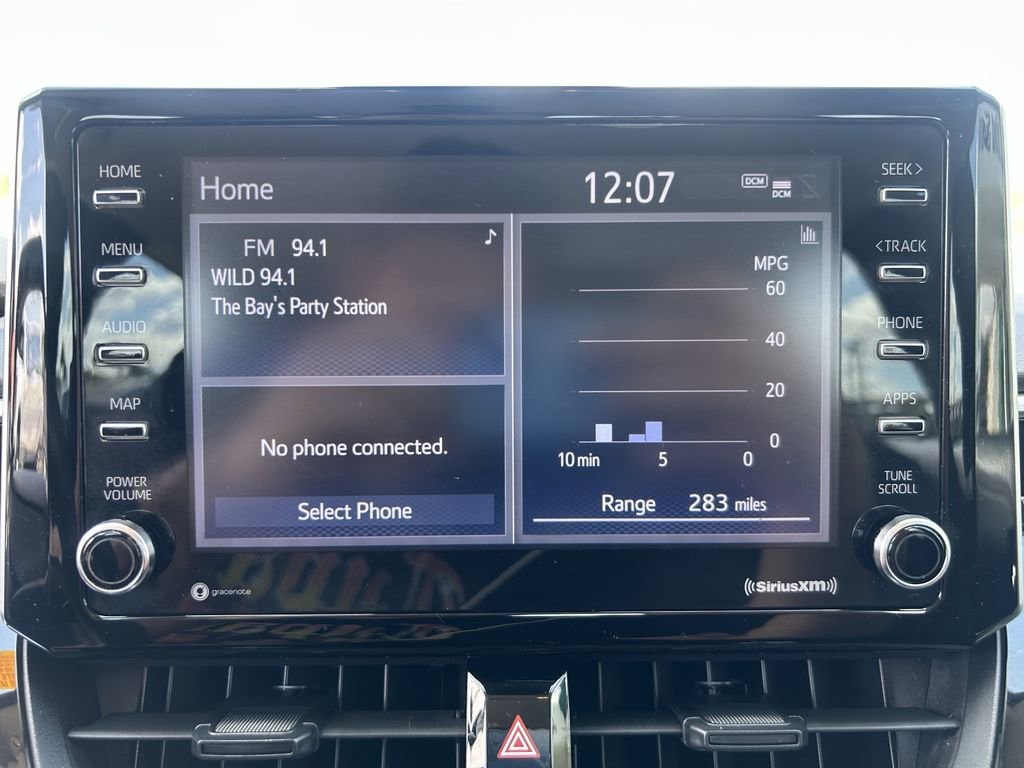 HOME
MENU
AUDIO
MAP
POWER
VOLUME
Home
12:07
DCM
DCM
FM 94.1
WILD 94.1
The Bay's Party Station
No phone connected.
Select Phone
MPG
60
40
20
0
10 min 5 0
Range 283 miles
SEEK >
< TRACK
PHONE
APPS
TUNE
SCROLL
gracenote
((SiriusXM))